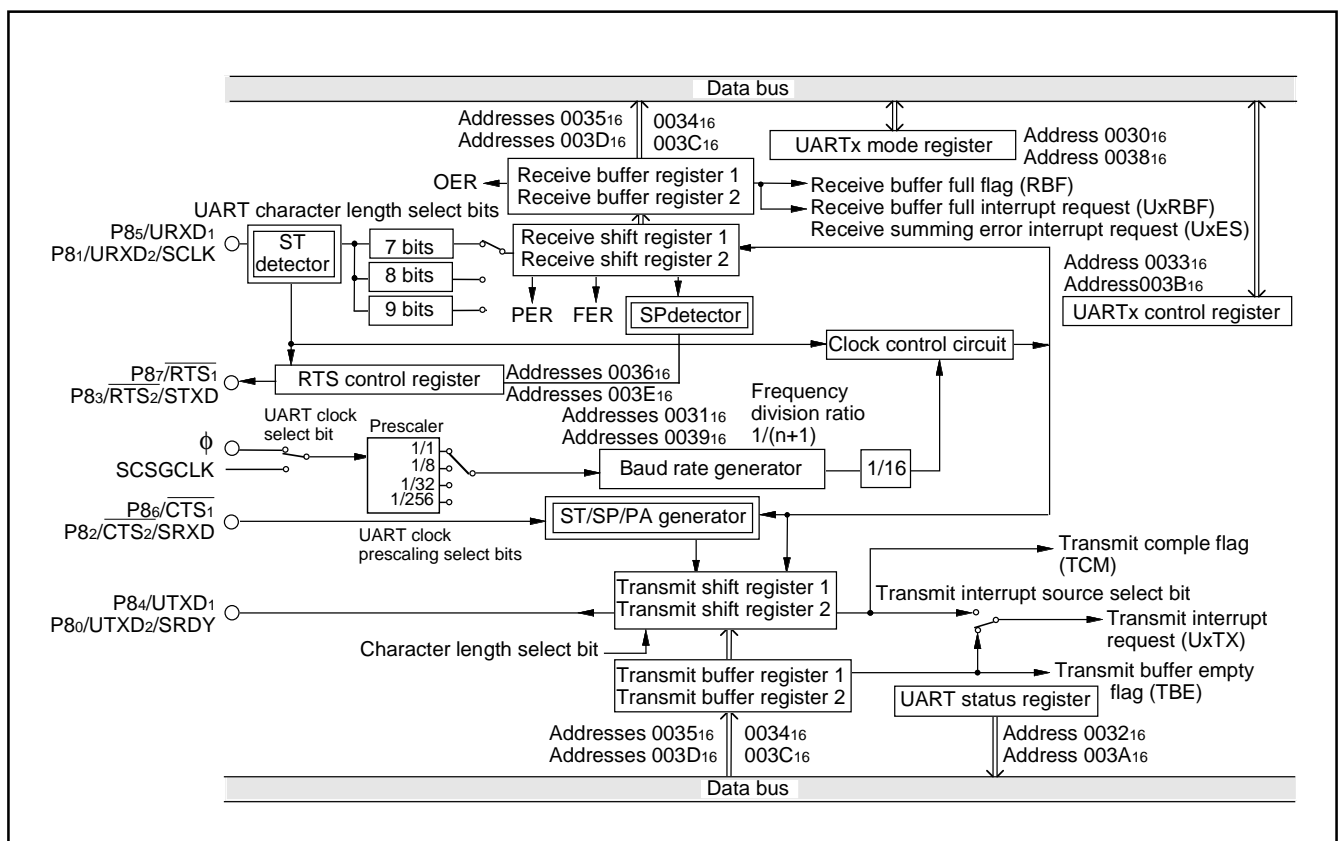 Data bus
Addresses 003516 003416
Addresses 003D16 003C16
UARTx mode register
Address 003016
Address 003816
OER
Receive buffer register 1
Receive buffer register 2
Receive buffer full flag (RBF)
Receive buffer full interrupt request (UxRBF)
Receive summing error interrupt request (UxES)
UART character length select bits
P85/URXD1
P81/URXD2/SCLK
ST
detector
7 bits
8 bits
9 bits
Receive shift register 1
Receive shift register 2
PER
FER
SPdetector
Address 003316
Address003B16
UARTx control register
Clock control circuit
P87/RTS1
P83/RTS2/STXD
RTS control register
Addresses 003616
Addresses 003E16
UART clock
select bit
Prescaler
Addresses 003116
Addresses 003916
Frequency
division ratio
1/(n+1)
ϕ
SCSGCLK
1/1
1/8
1/32
1/256
Baud rate generator
1/16
P86/CTS1
P82/CTS2/SRXD
UART clock
prescaling select bits
ST/SP/PA generator
Transmit comple flag
(TCM)
P84/UTXD1
P80/UTXD2/SRDY
Transmit shift register 1
Transmit shift register 2
Transmit interrupt source select bit
Transmit interrupt
request (UxTX)
Character length select bit
Transmit buffer register 1
Transmit buffer register 2
Transmit buffer empty
flag (TBE)
UART status register
Addresses 003516 003416
Addresses 003D16 003C16
Address 003216
Address 003A16
Data bus